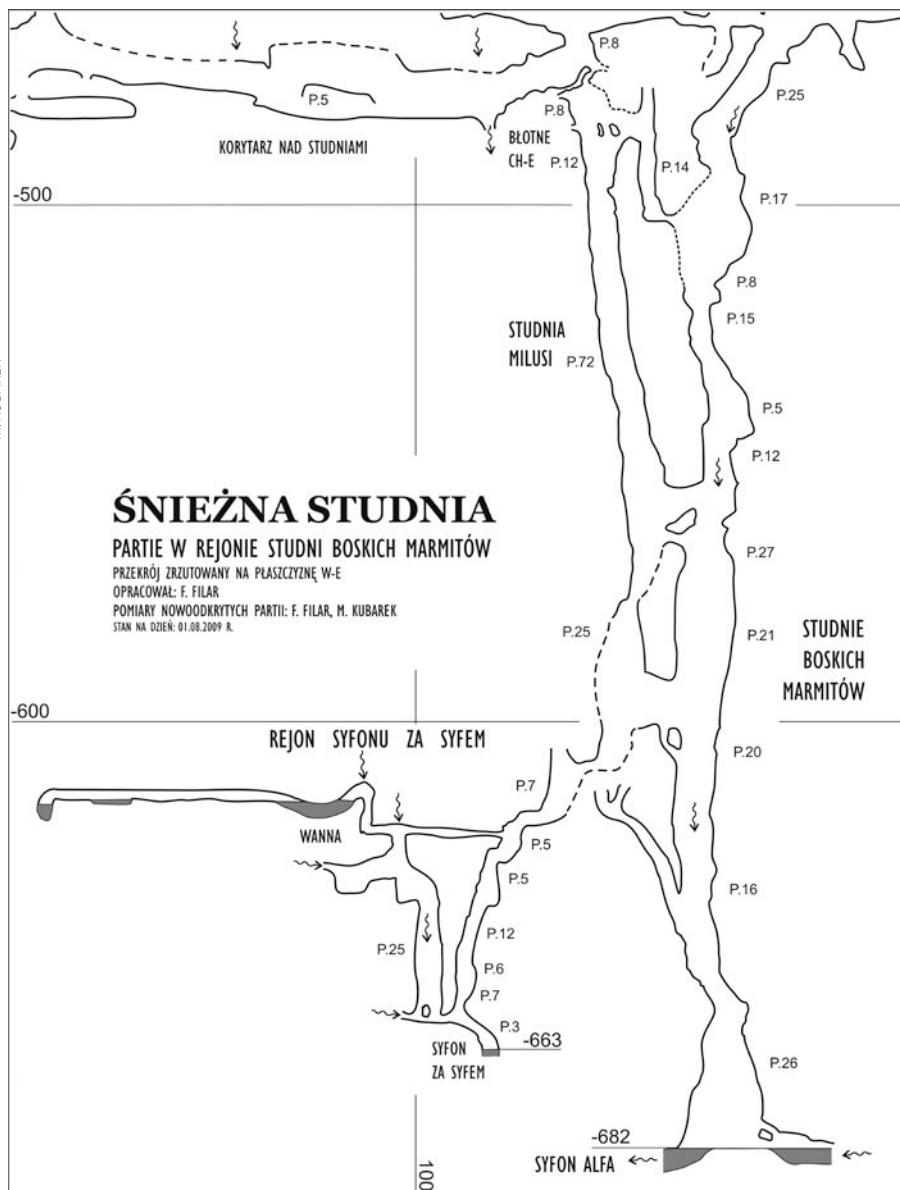 P.8
P.25
P.5
P.8
KORYTARZ NAD STUDNIAMI
BŁOTNE
CH-E
P.12
P.14
-500
P.17
P.8
P.15
STUDNIA
MILUSI
P.72
P.5
P.12
ŚNIEŻNA STUDNIA
PARTIE W REJONIE STUDNI BOSKICH MARMITÓW
PRZEKRÓJ ZRZUTOWANY NA PŁASZCZYZNĘ W-E
OPRACOWAŁ: F. FILAR
POMIARY NOWOODKRYTYCH PARTII: F. FILAR, M. KUBAREK
STAN NA DZIEŃ: 01.08.2009 R.
P.27
P.25
P.21
STUDNIE
BOSKICH
MARMITÓW
-600
REJON SYFONU ZA SYFEM
P.20
P.7
WANNA
P.5
P.5
P.16
P.25
P.12
P.6
P.7
P.3
-663
SYFON
ZA SYFEM
P.26
-682
SYFON ALFA
100